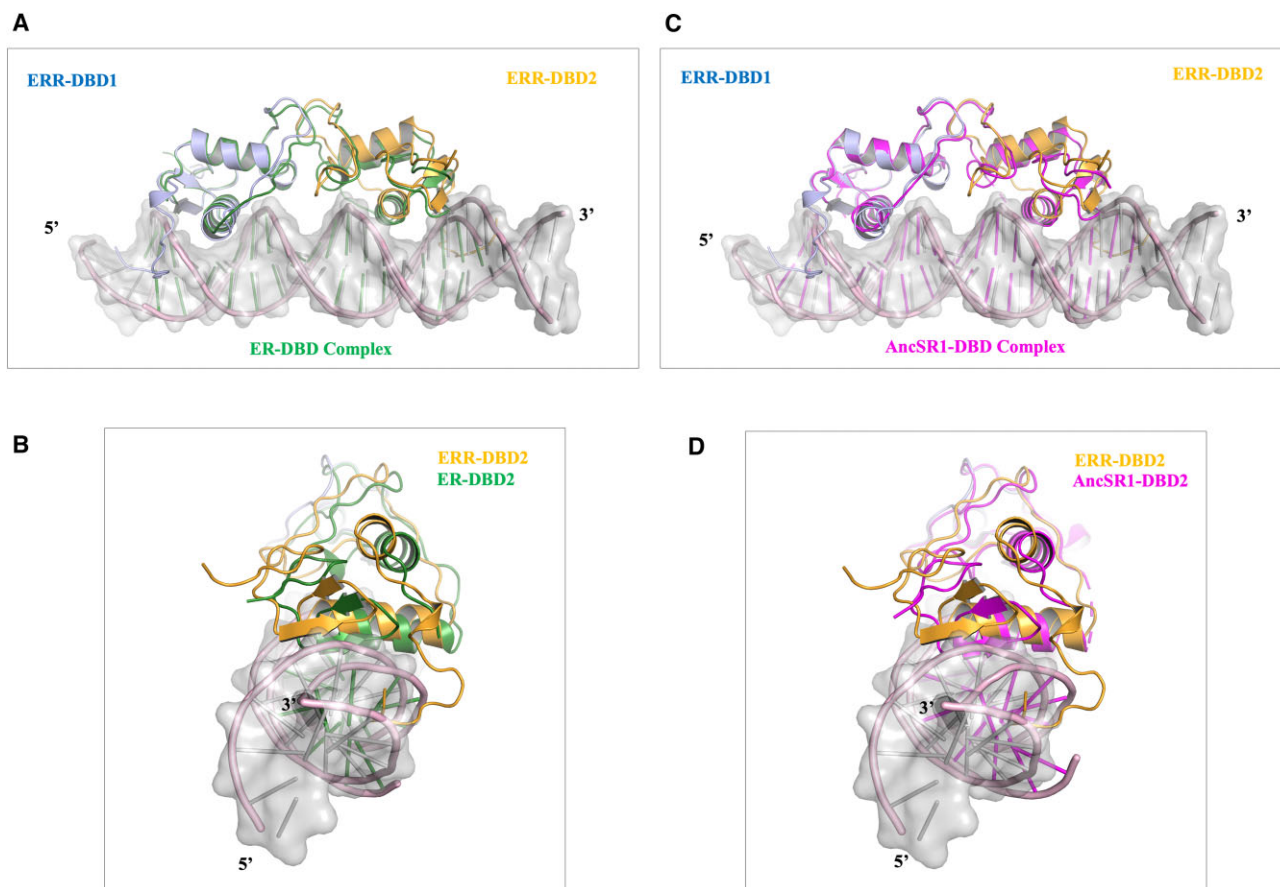 A
ERR-DBD1
ERR-DBD2
5’
3’
ER-DBD Complex
B
ERR-DBD2
ER-DBD2
3’
5’
C
ERR-DBD1
ERR-DBD2
5’
3’
AncSR1-DBD Complex
D
ERR-DBD2
AncSR1-DBD2
3’
5’